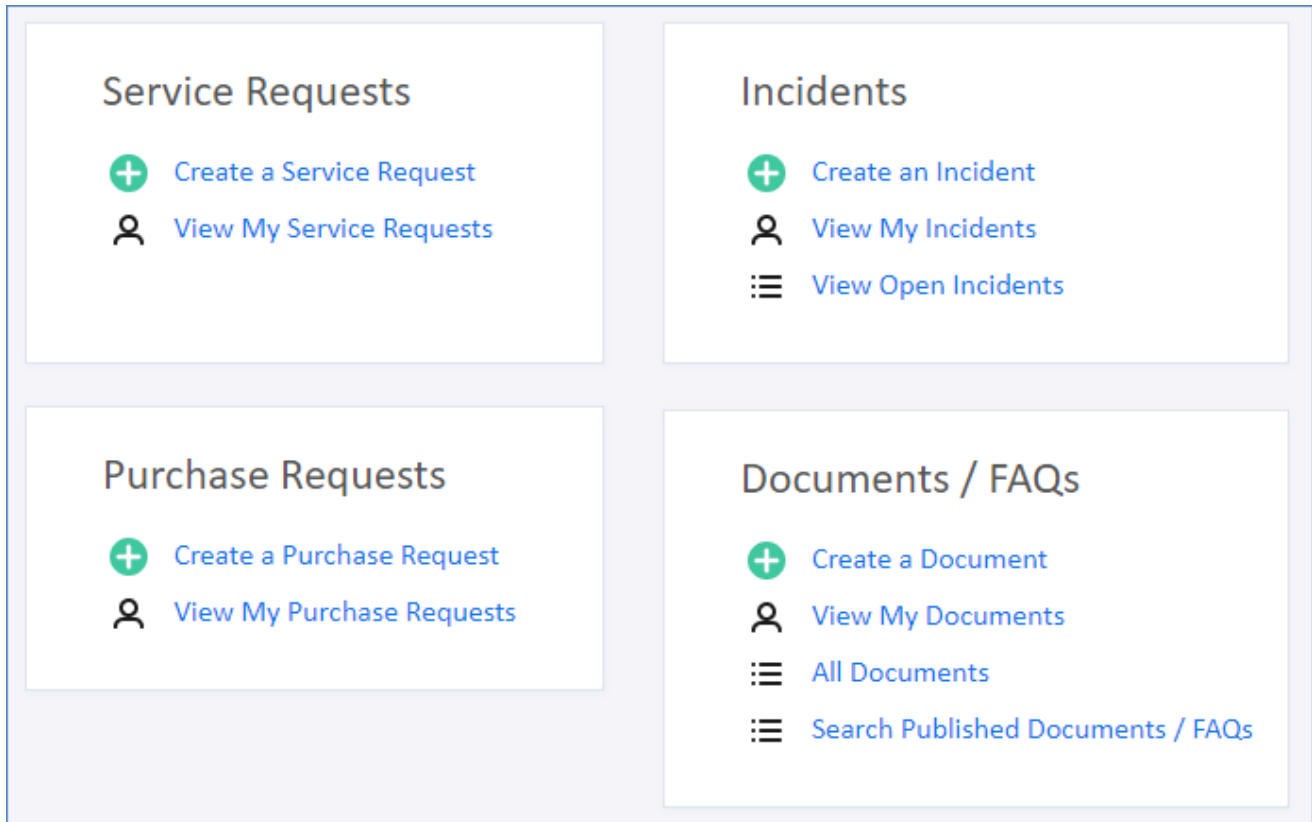 Service Requests
Create a Service Request
View My Service Requests
Incidents
Create an Incident
View My Incidents
View Open Incidents
Purchase Requests
Create a Purchase Request
View My Purchase Requests
Documents / FAQs
Create a Document
View My Documents
All Documents
Search Published Documents / FAQs